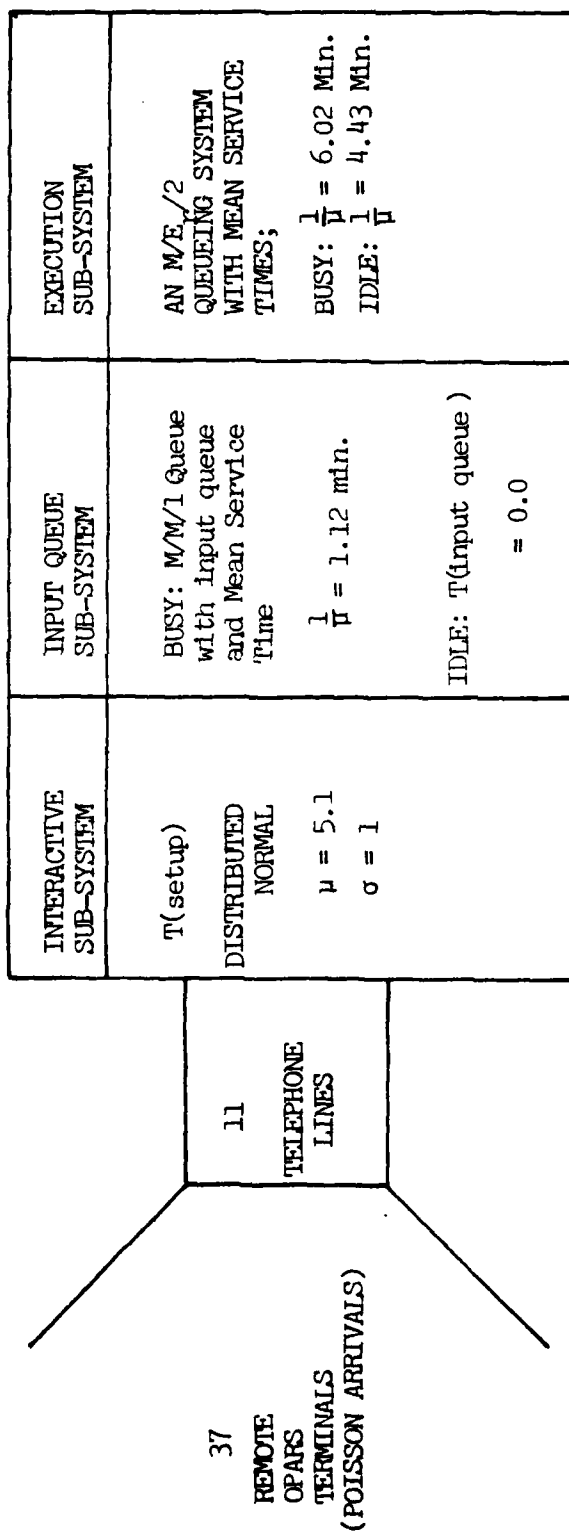 37
REMOTE
OPARS
TERMINALS
(POISSON ARRIVALS)
11
TELEPHONE
LINES
INTERACTIVE
SUB-SYSTEM
T(setup)
DISTRIBUTED
NORMAL
μ = 5.1
σ = 1
INPUT QUEUE
SUB-SYSTEM
BUSY: M/M/1 Queue
with input queue
and Mean Service
Time
1/μ = 1.12 min.
IDLE: T(input queue)
= 0.0
EXECUTION
SUB-SYSTEM
AN M/Er/2
QUEUEING SYSTEM
WITH MEAN SERVICE
TIMES;
BUSY: 1/μ = 6.02 Min.
IDLE: 1/μ = 4.43 Min.